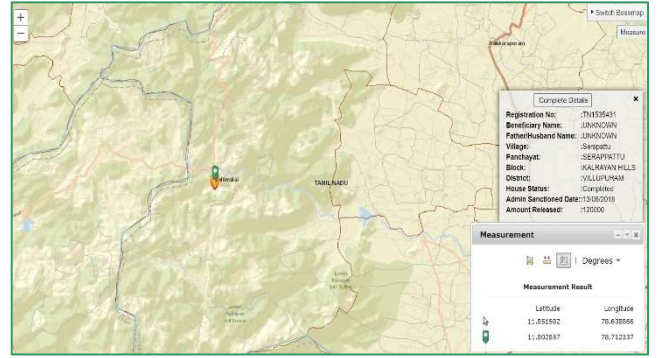 +
−
Switch Basemap
Measure
TAMIL NADU
Complete Details
×
Registration No: :TN1535431
Beneficiary Name: :UNKNOWN
Father/Husband Name: :UNKNOWN
Village: :Serapattu
Panchayat: :SERAPPATTU
Block: :KALRAYAN HILLS
District: :VILLUPURAM
House Status: :Completed
Admin Sanctioned Date: :13/06/2018
Amount Released: :120000
Measurement
Degrees
Measurement Result
Latitude Longitude
11.851582 78.638866
11.802857 78.712337